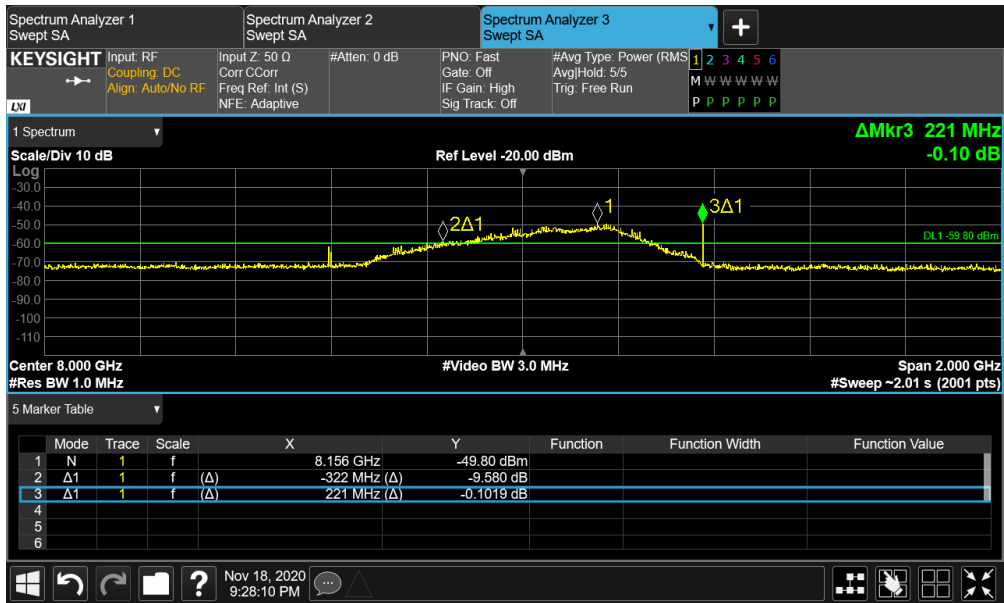 Spectrum Analyzer 1
Swept SA
Spectrum Analyzer 2
Swept SA
Spectrum Analyzer 3
Swept SA
▼
+
KEYSIGHT
LXI
Input: RF
Coupling: DC
Align: Auto/No RF
Input Z: 50 Ω
Corr CCorr
Freq Ref: Int (S)
NFE: Adaptive
#Atten: 0 dB
PNO: Fast
Gate: Off
IF Gain: High
Sig Track: Off
#Avg Type: Power (RMS
Avg|Hold: 5/5
Trig: Free Run
1 2 3 4 5 6
M W W W W W
P P P P P P
1 Spectrum ▼
ΔMkr3 221 MHz
-0.10 dB
Scale/Div 10 dB
Ref Level -20.00 dBm
Log
-30.0
-40.0
-50.0
-60.0
-70.0
-80.0
-90.0
-100
-110
2Δ1
1
3Δ1
DL1 -59.80 dBm
Center 8.000 GHz #Video BW 3.0 MHz Span 2.000 GHz
#Res BW 1.0 MHz #Sweep ~2.01 s (2001 pts)
5 Marker Table ▼
Mode Trace Scale X Y Function Function Width Function Value
1 N 1 f 8.156 GHz -49.80 dBm
2 Δ1 1 f (Δ) -322 MHz (Δ) -9.580 dB
3 Δ1 1 f (Δ) 221 MHz (Δ) -0.1019 dB
4
5
6
?
Nov 18, 2020
9:28:10 PM